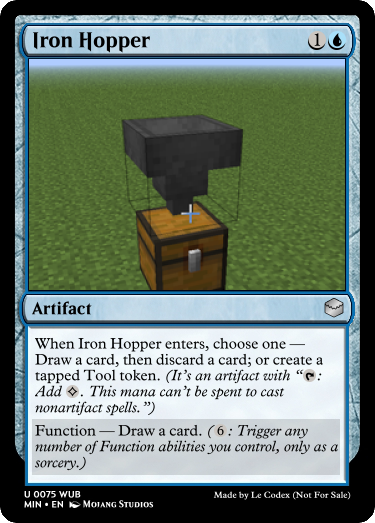 Iron Hopper 1
Artifact
When Iron Hopper enters, choose one —
Draw a card, then discard a card; or create a
tapped Tool token. (It's an artifact with “:
Add . This mana can't be spent to cast
nonartifact spells.”)
Function — Draw a card. ( 6 : Trigger any
number of Function abilities you control, only as a
sorcery.)
U 0075 WUB
MIN • EN Mojang Studios
Made by Le Codex (Not For Sale)